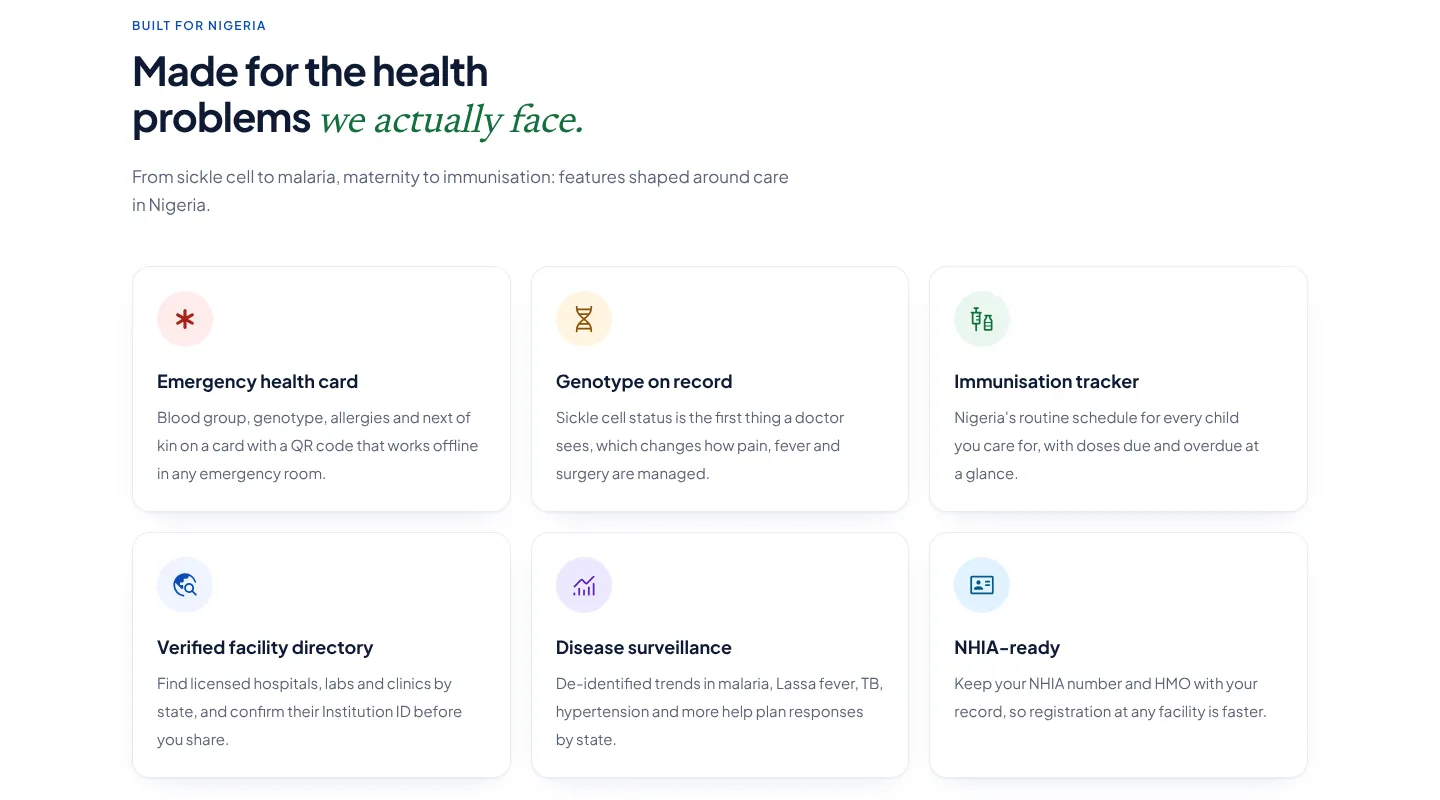 BUILT FOR NIGERIA
Made for the health
problems we actually face.
From sickle cell to malaria, maternity to immunisation: features shaped around care
in Nigeria.
Emergency health card
Blood group, genotype, allergies and next of
kin on a card with a QR code that works offline
in any emergency room.
Genotype on record
Sickle cell status is the first thing a doctor
sees, which changes how pain, fever and
surgery are managed.
Immunisation tracker
Nigeria's routine schedule for every child
you care for, with doses due and overdue at
a glance.
Verified facility directory
Find licensed hospitals, labs and clinics by
state, and confirm their Institution ID before
you share.
Disease surveillance
De-identified trends in malaria, Lassa fever, TB,
hypertension and more help plan responses
by state.
NHIA-ready
Keep your NHIA number and HMO with your
record, so registration at any facility is faster.